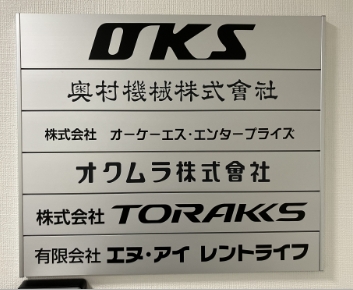 OKS
奥村機械株式會社
株式会社 オーケーエス・エンタープライズ
オクムラ株式會社
株式会社 TORAKKS
有限会社 エヌ・アイ レントライフ